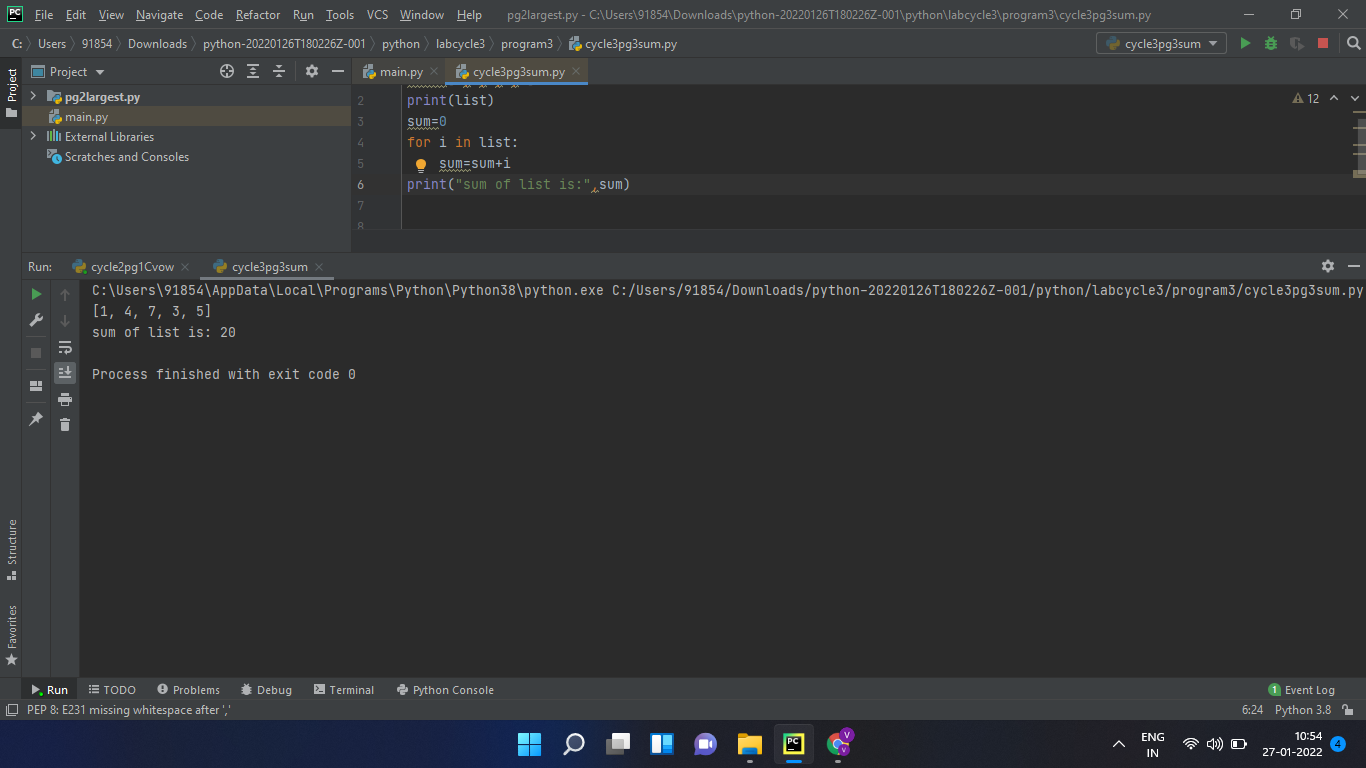 PC File Edit View Navigate Code Refactor Run Tools VCS Window Help pg2largest.py - C:\Users\91854\Downloads\python-20220126T180226Z-001\python\labcycle3\program3\cycle3pg3sum.py
C: Users 91854 Downloads python-20220126T180226Z-001 python labcycle3 program3 cycle3pg3sum.py cycle3pg3sum
Project
Project
main.py cycle3pg3sum.py
pg2largest.py
main.py
External Libraries
Scratches and Consoles
12
2 print(list)
3 sum=0
4 for i in list:
5 sum=sum+i
6 print("sum of list is:",sum)
7
8
Run: cycle2pg1Cvow cycle3pg3sum
C:\Users\91854\AppData\Local\Programs\Python\Python38\python.exe C:/Users/91854/Downloads/python-20220126T180226Z-001/python/labcycle3/program3/cycle3pg3sum.py
[1, 4, 7, 3, 5]
sum of list is: 20
Process finished with exit code 0
Structure
Favorites
Run TODO Problems Debug Terminal Python Console 1 Event Log
PEP 8: E231 missing whitespace after ',' 6:24 Python 3.8
PC
V
V
ENG
IN
10:54
27-01-2022
4